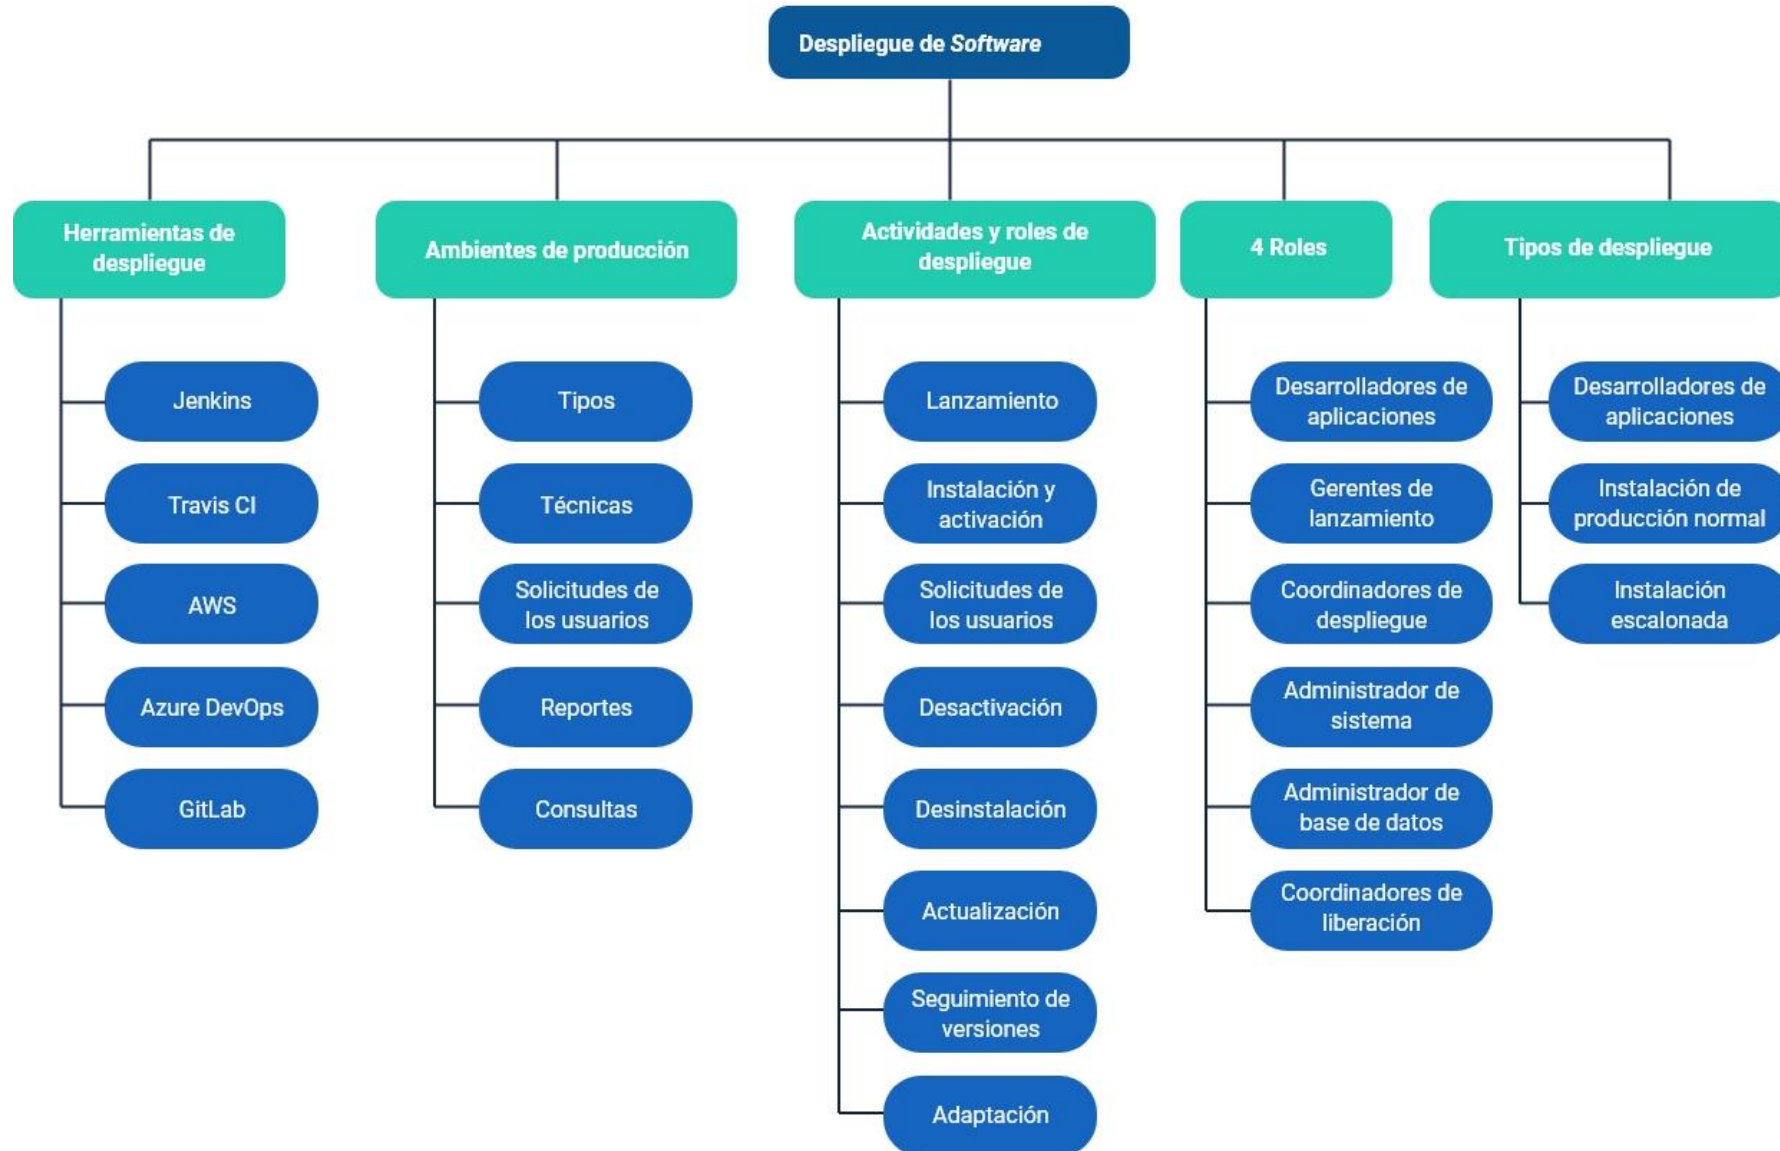 Despliegue de Software
Herramientas de
despliegue
Jenkins
Travis CI
AWS
Azure DevOps
GitLab
Ambientes de producción
Tipos
Técnicas
Solicitudes de
los usuarios
Reportes
Consultas
Actividades y roles de
despliegue
Lanzamiento
Instalación y
activación
Solicitudes de
los usuarios
Desactivación
Desinstalación
Actualización
Seguimiento de
versiones
Adaptación
4 Roles
Desarrolladores de
aplicaciones
Gerentes de
lanzamiento
Coordinadores de
despliegue
Administrador de
sistema
Administrador de
base de datos
Coordinadores de
liberación
Tipos de despliegue
Desarrolladores de
aplicaciones
Instalación de
producción normal
Instalación
escalonada